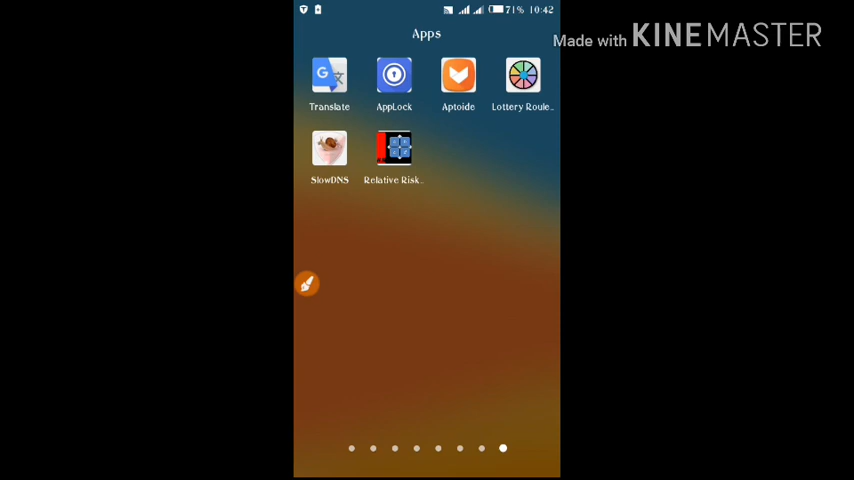 71% 10:42
Apps
Made with KINEMASTER
Translate AppLock Aptoide Lottery Roule..
SlowDNS Relative Risk..